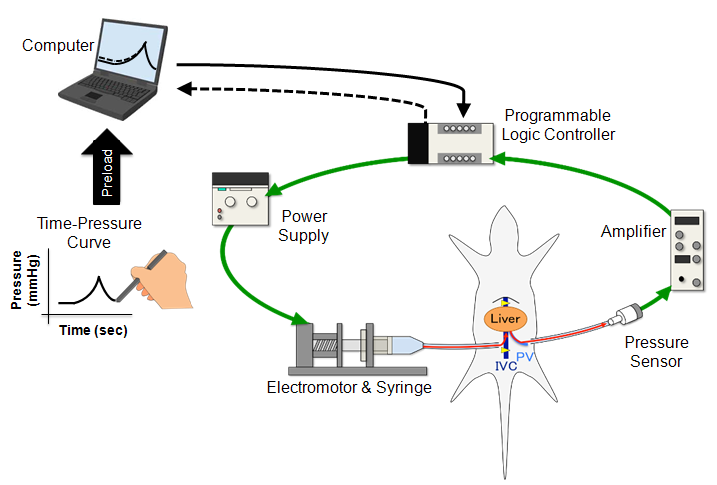 Computer
Programmable
Logic Controller
Preload
Time-Pressure
Curve
Pressure
(mmHg)
Time (sec)
Power
Supply
Amplifier
Liver
PV
IVC
Pressure
Sensor
Electromotor & Syringe